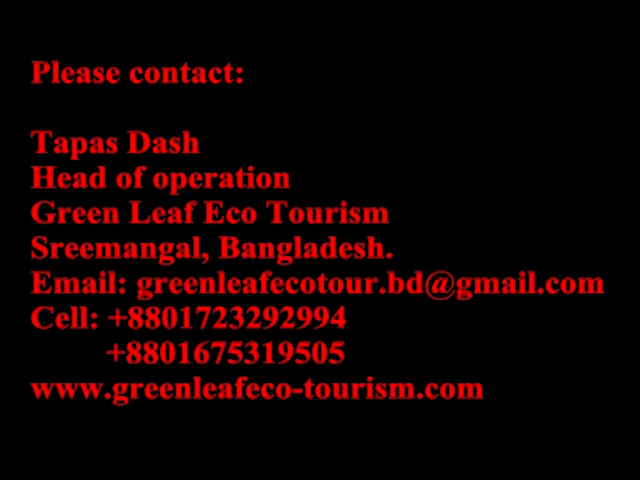 Please contact:
Tapas Dash
Head of operation
Green Leaf Eco Tourism
Sreemangal, Bangladesh.
Email: greenleafecotour.bd@gmail.com
Cell: +8801723292994
+8801675319505
www.greenleafeco-tourism.com